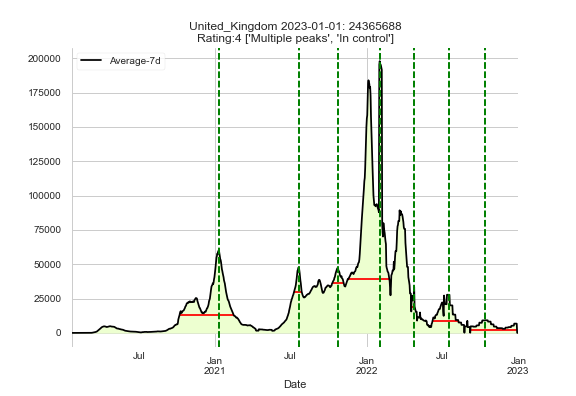 United_Kingdom 2023-01-01: 24365688
Rating:4 ['Multiple peaks', 'In control']
Average-7d
200000
175000
150000
125000
100000
75000
50000
25000
0
Jul
Jan
2021
Jul
Jan
2022
Jul
Jan
2023
Date